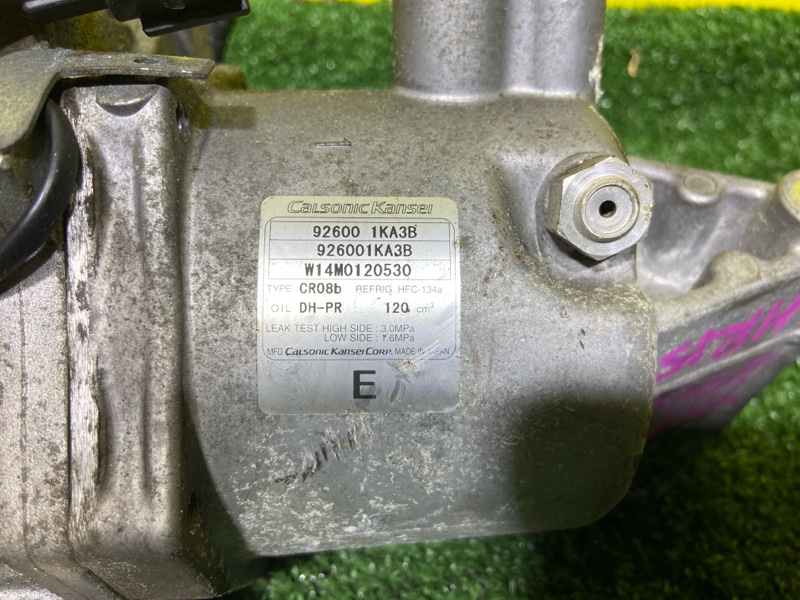 Calsonic Kansei
92600 1KA3B
926001KA3B
W14M0120530
TYPE CR08b REFRIG. HFC-134a
OIL DH-PR 120 cm³
LEAK TEST HIGH SIDE : 3.0MPa
LOW SIDE : 1.6MPa
MFD. Calsonic Kansei Corp. MADE IN JAPAN
E